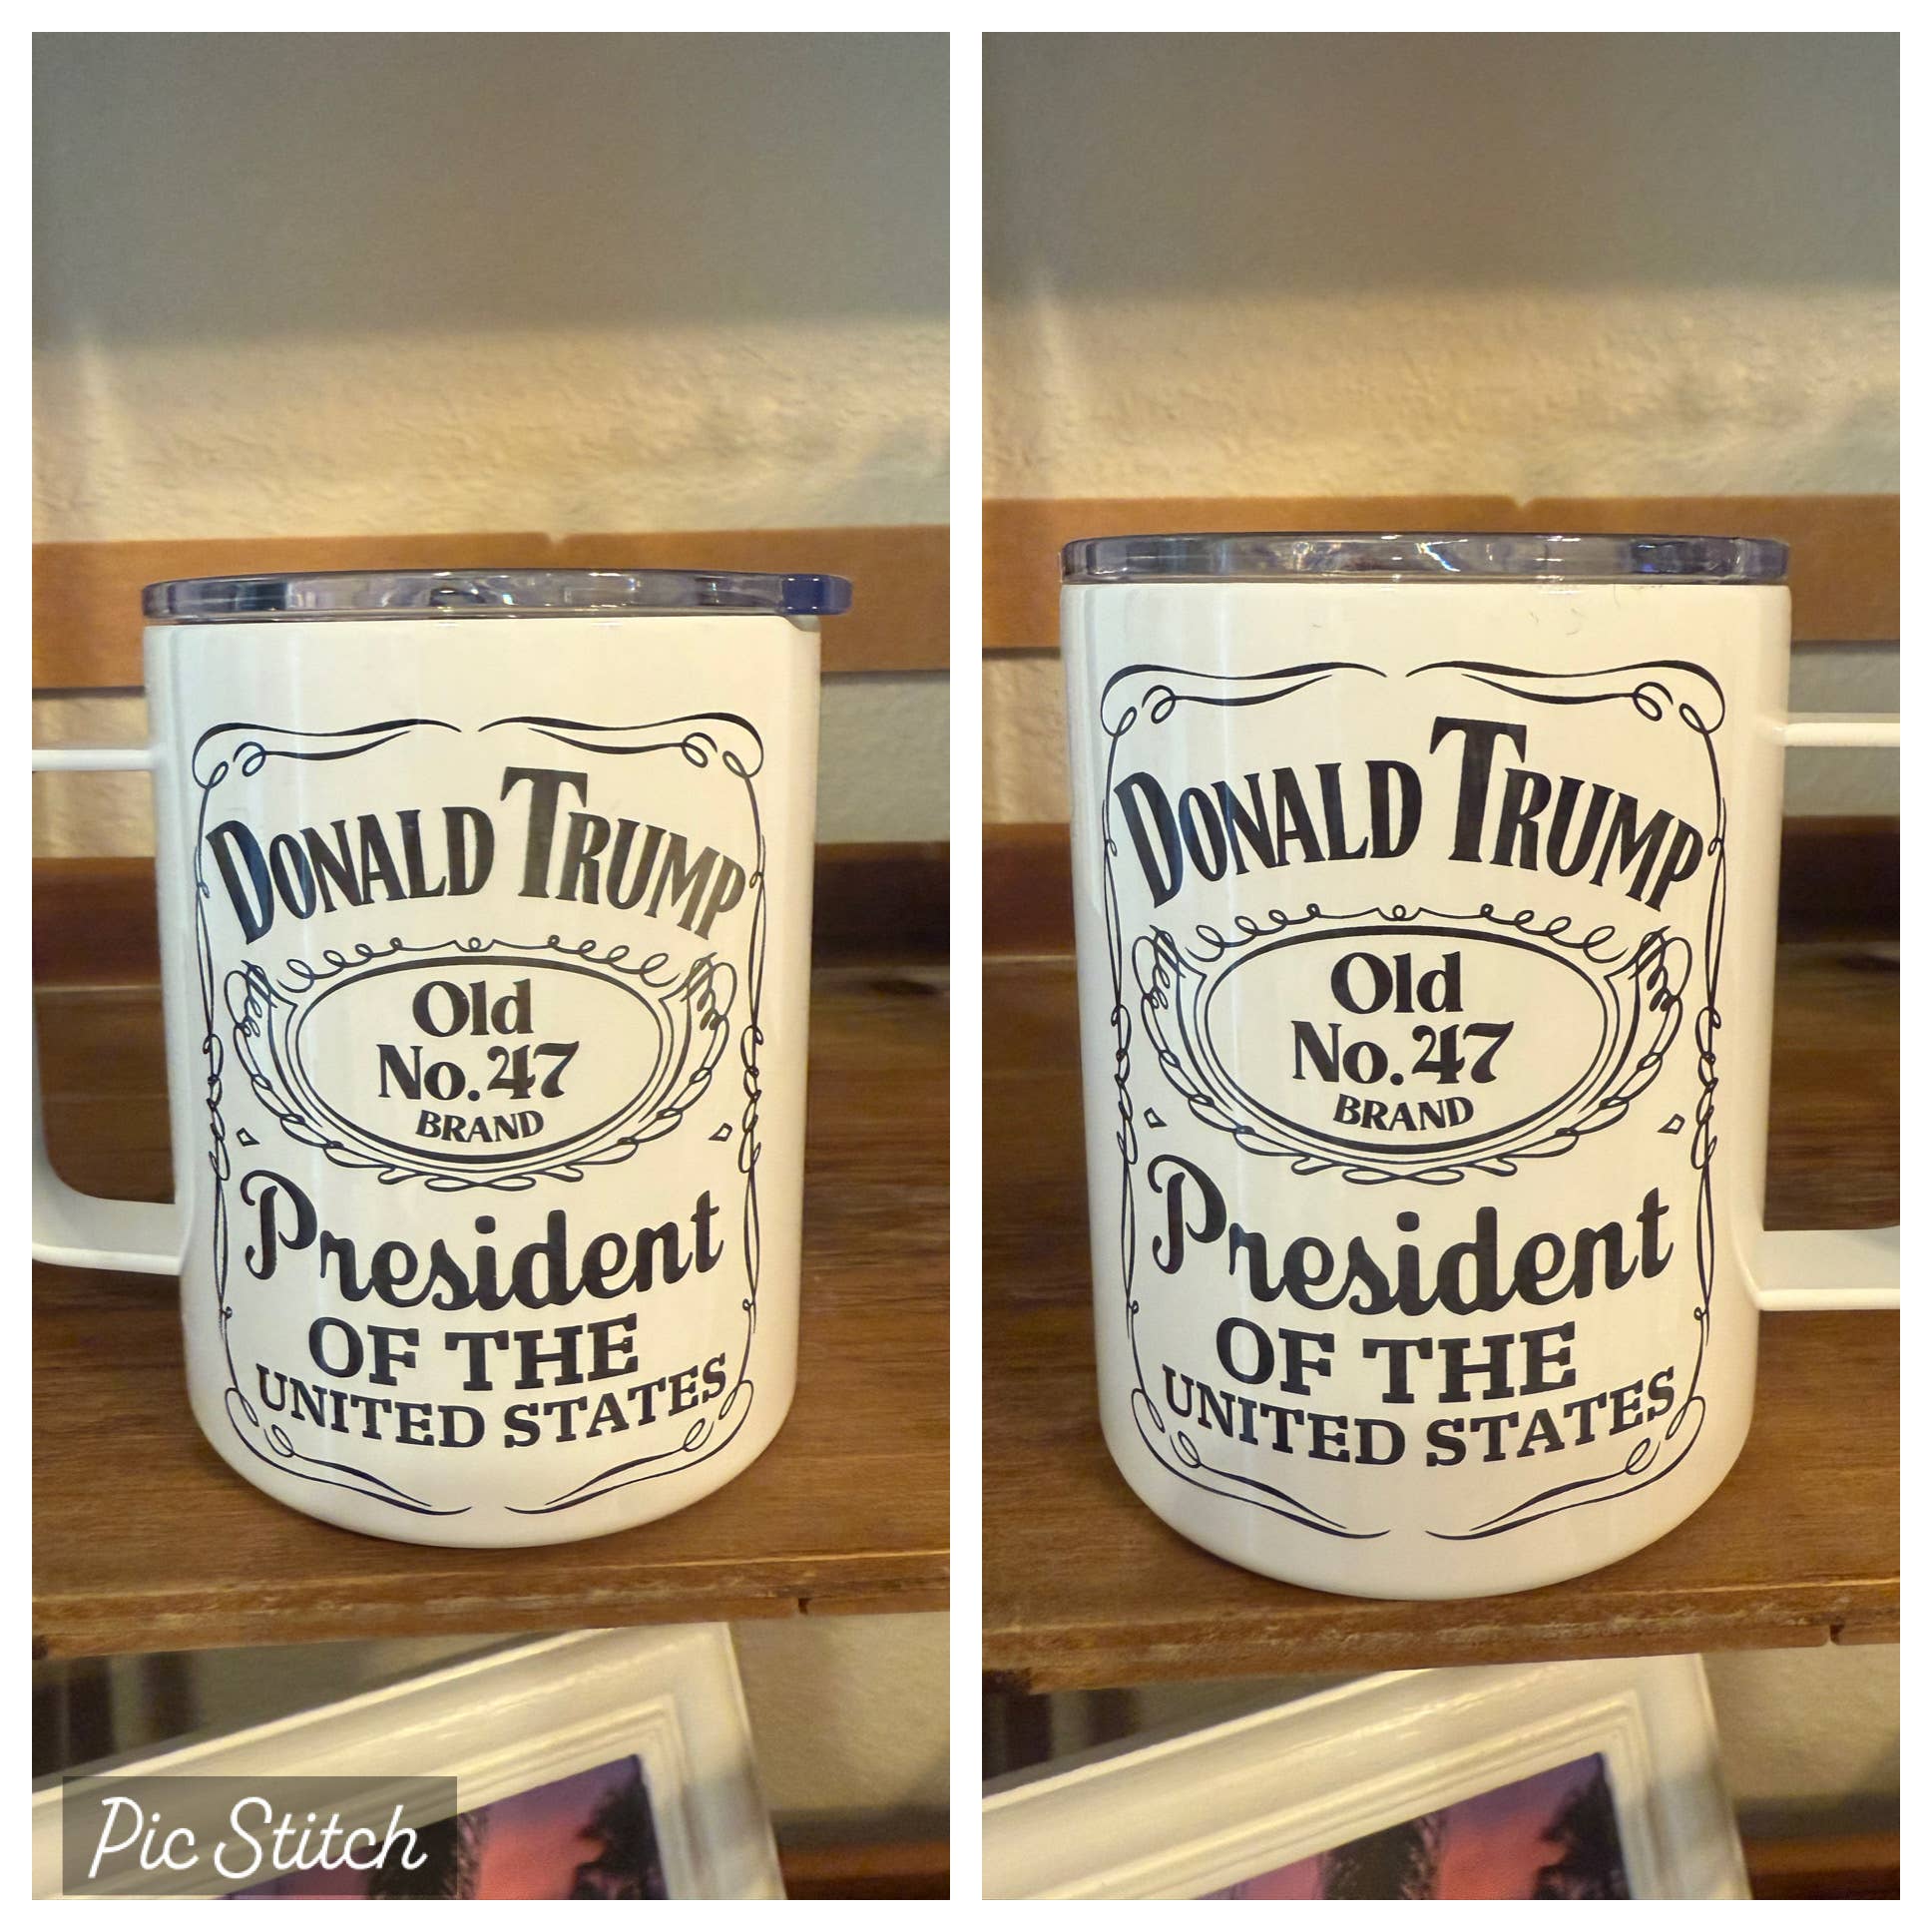 DONALD TRUMP
Old
No.47
BRAND
President
OF THE
UNITED STATES
DONALD TRUMP
Old
No.47
BRAND
President
OF THE
UNITED STATES
Pic Stitch